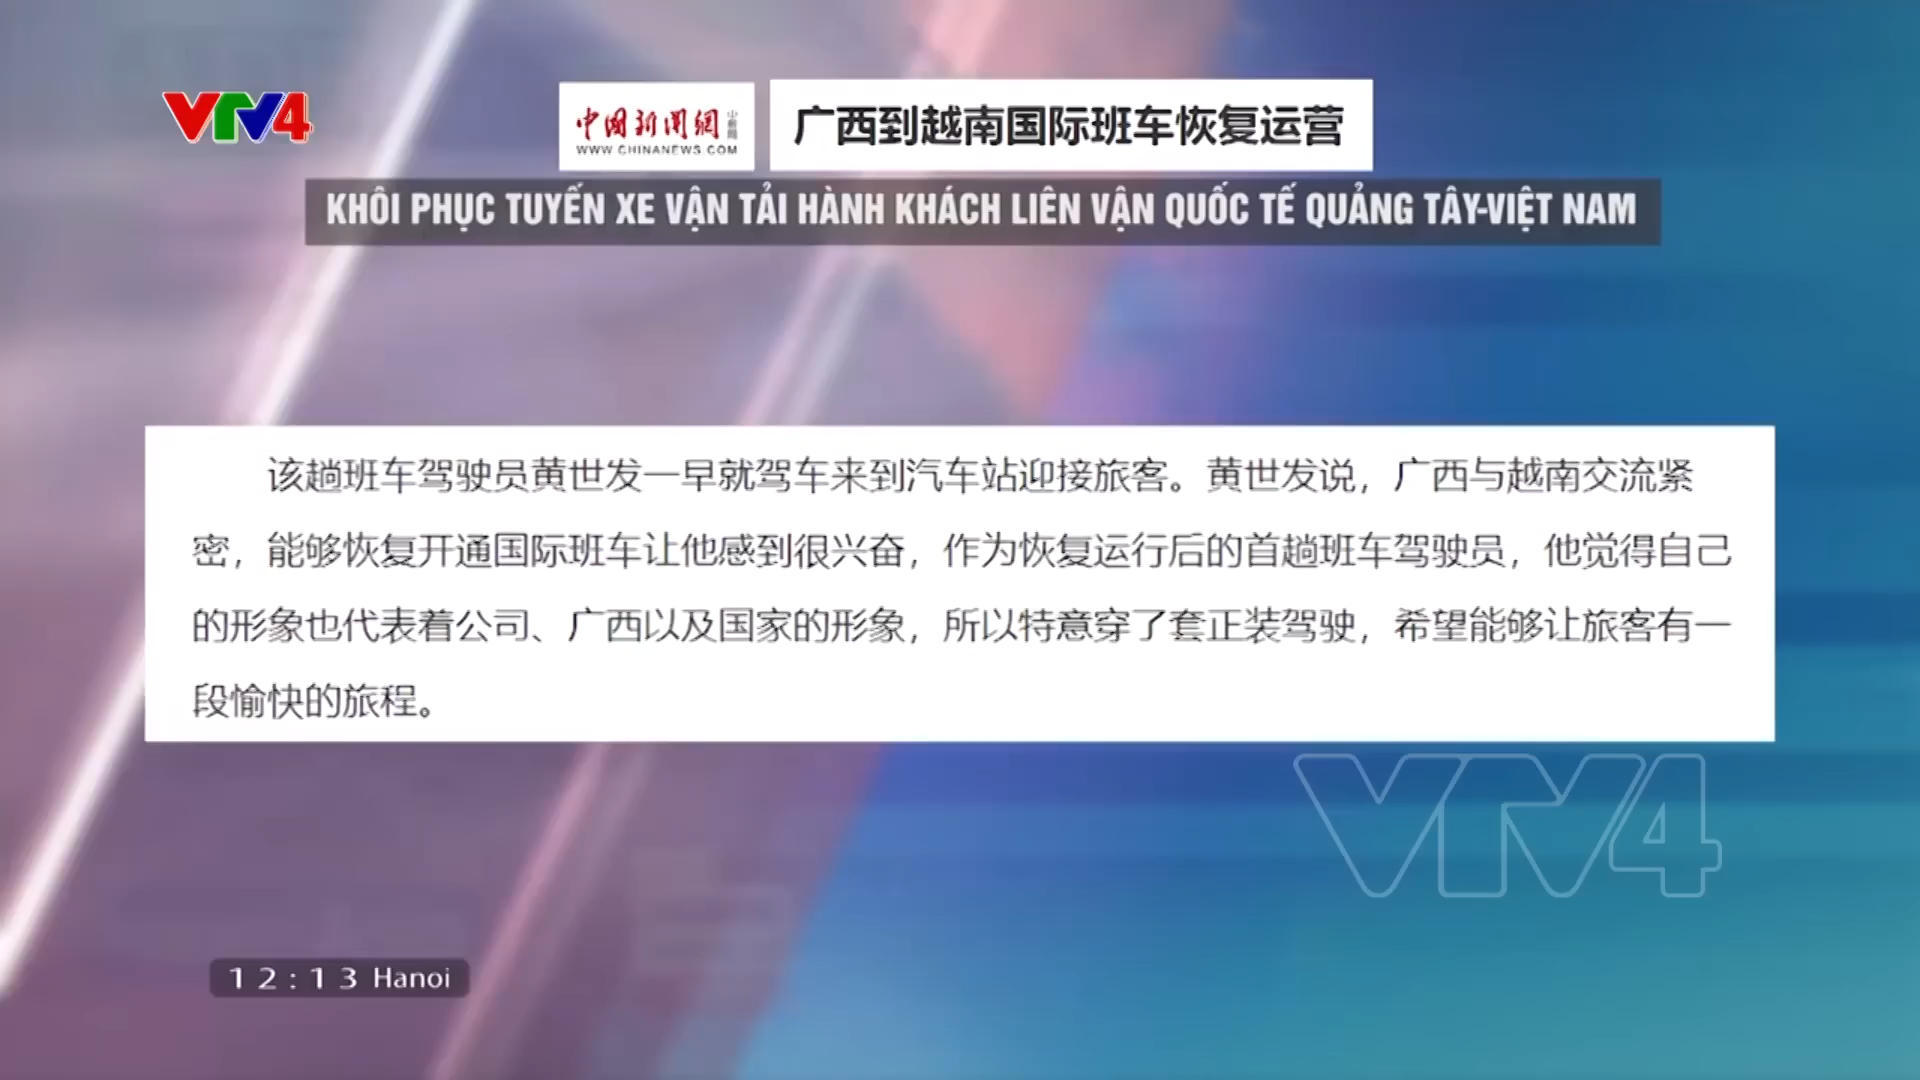 VTV4
中国新闻網
WWW.CHINANEWS.COM
广西到越南国际班车恢复运营
KHÔI PHỤC TUYẾN XE VẬN TẢI HÀNH KHÁCH LIÊN VẬN QUỐC TẾ QUẢNG TÂY-VIỆT NAM
该趟班车驾驶员黄世发一早就驾车来到汽车站迎接旅客。黄世发说，广西与越南交流紧
密，能够恢复开通国际班车让他感到很兴奋，作为恢复运行后的首趟班车驾驶员，他觉得自己
的形象也代表着公司、广西以及国家的形象，所以特意穿了套正装驾驶，希望能够让旅客有一
段愉快的旅程。
VTV4
12:13 Hanoi